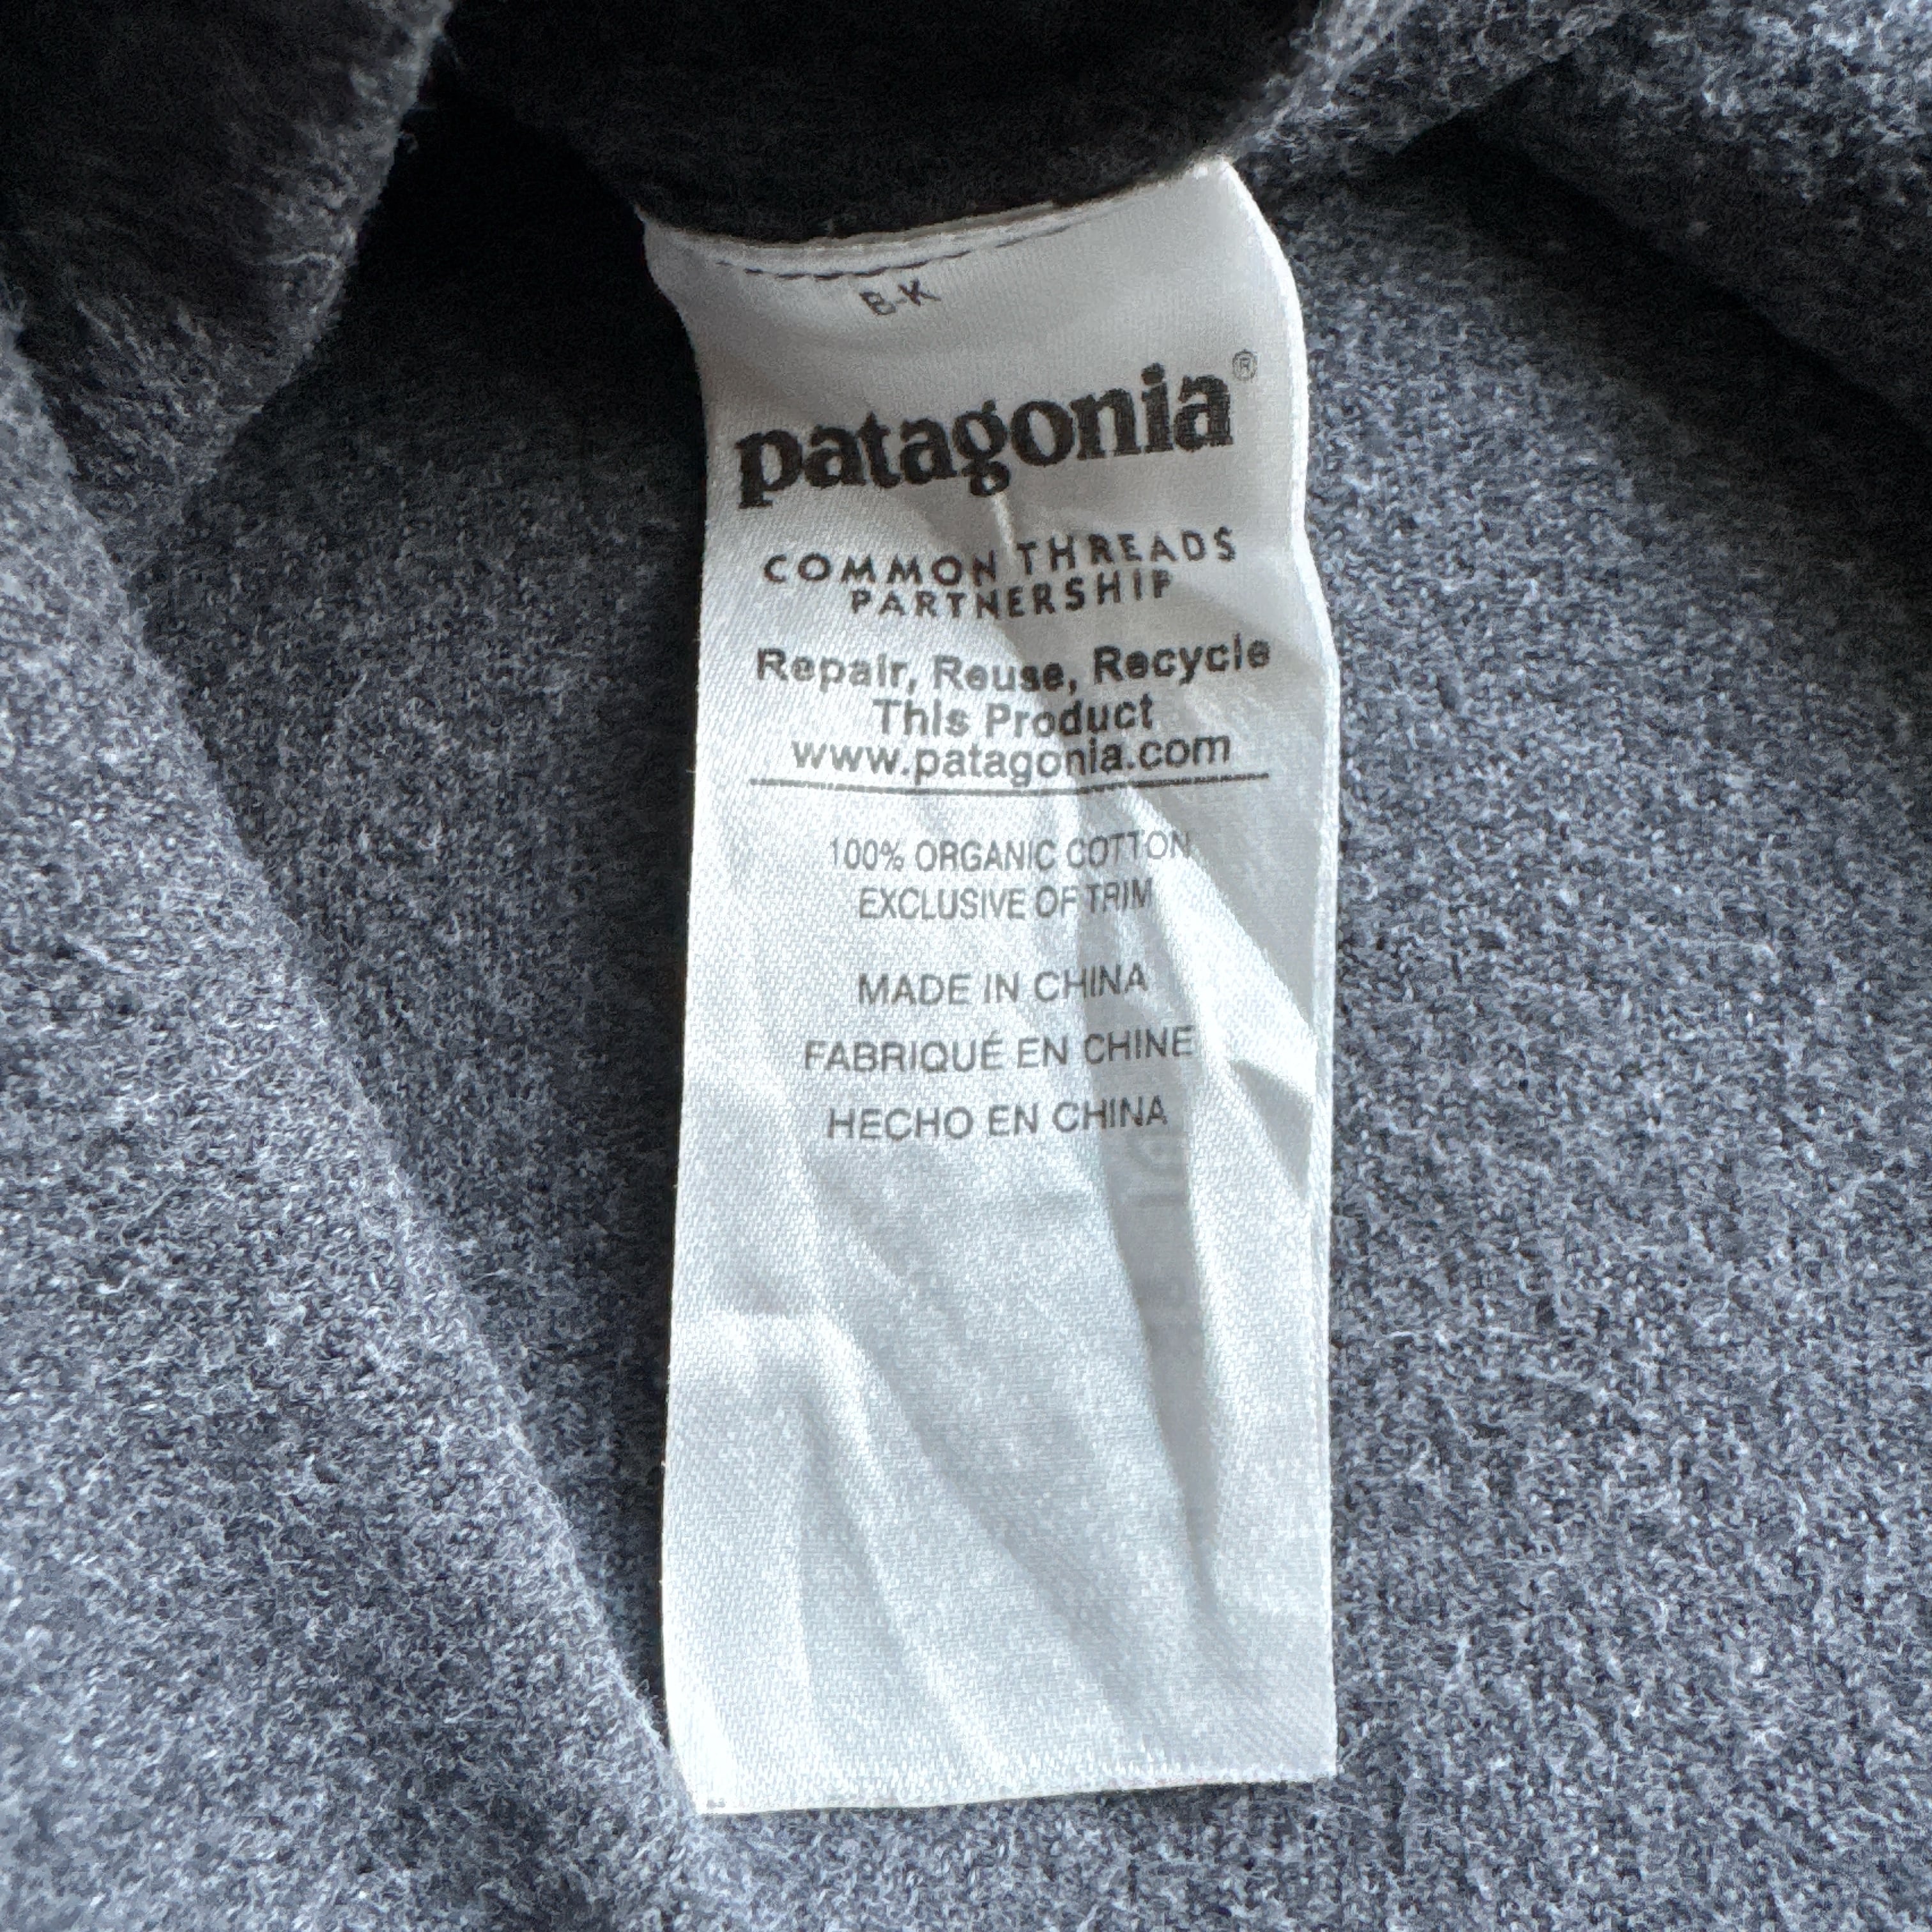 B-K
patagonia®
COMMON THREADS
PARTNERSHIP
Repair, Reuse, Recycle
This Product
www.patagonia.com
100% ORGANIC COTTON
EXCLUSIVE OF TRIM
MADE IN CHINA
FABRIQUÉ EN CHINE
HECHO EN CHINA